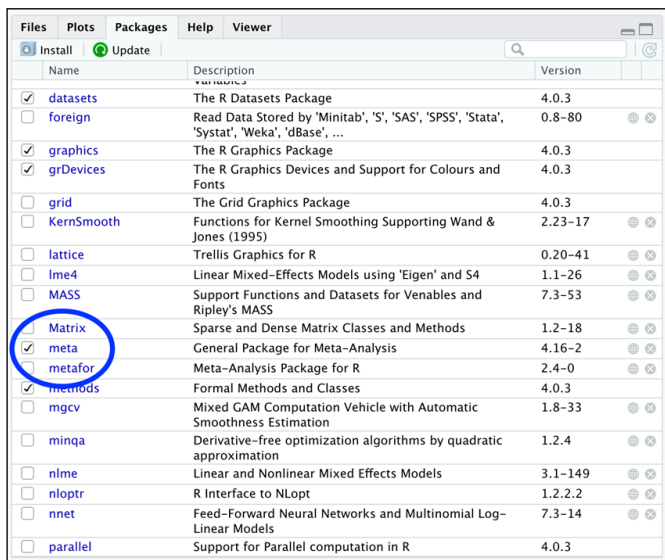 Files Plots Packages Help Viewer
Install Update
Name Description Version
Variables
datasets The R Datasets Package 4.0.3
foreign Read Data Stored by 'Minitab', 'S', 'SAS', 'SPSS', 'Stata', 0.8-80
'Systat', 'Weka', 'dBase', ...
graphics The R Graphics Package 4.0.3
grDevices The R Graphics Devices and Support for Colours and 4.0.3
Fonts
grid The Grid Graphics Package 4.0.3
KernSmooth Functions for Kernel Smoothing Supporting Wand & 2.23-17
Jones (1995)
lattice Trellis Graphics for R 0.20-41
lme4 Linear Mixed-Effects Models using 'Eigen' and S4 1.1-26
MASS Support Functions and Datasets for Venables and 7.3-53
Ripley's MASS
Matrix Sparse and Dense Matrix Classes and Methods 1.2-18
meta General Package for Meta-Analysis 4.16-2
metafor Meta-Analysis Package for R 2.4-0
methods Formal Methods and Classes 4.0.3
mgcv Mixed GAM Computation Vehicle with Automatic 1.8-33
Smoothness Estimation
minqa Derivative-free optimization algorithms by quadratic 1.2.4
approximation
nlme Linear and Nonlinear Mixed Effects Models 3.1-149
nloptr R Interface to NLopt 1.2.2.2
nnet Feed-Forward Neural Networks and Multinomial Log- 7.3-14
Linear Models
parallel Support for Parallel computation in R 4.0.3